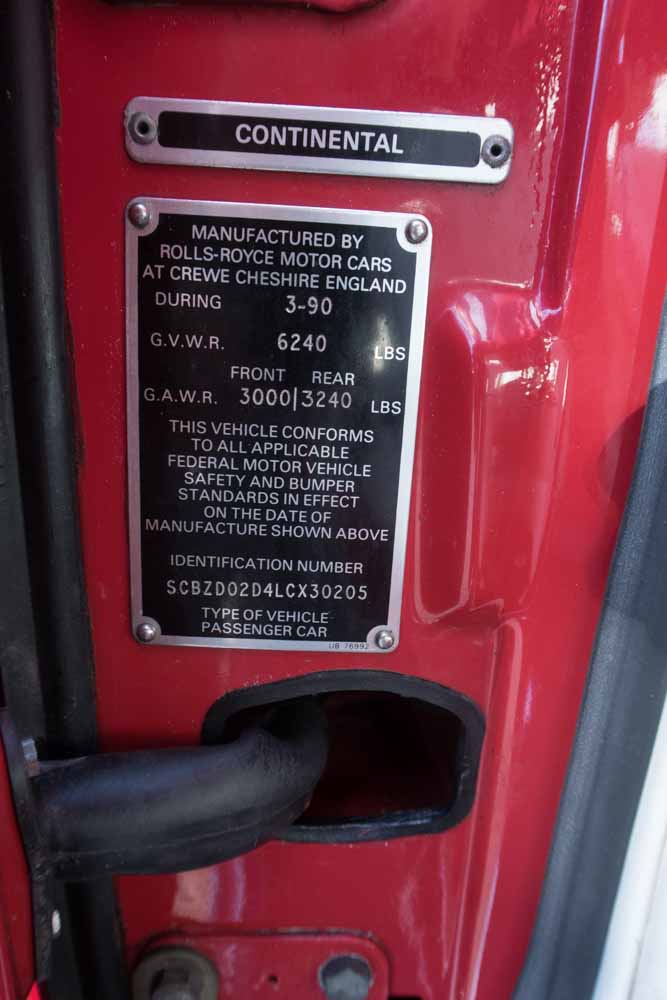 CONTINENTAL
MANUFACTURED BY
ROLLS-ROYCE MOTOR CARS
AT CREWE CHESHIRE ENGLAND
DURING 3-90
G.V.W.R. 6240 LBS
FRONT REAR
G.A.W.R. 3000|3240 LBS
THIS VEHICLE CONFORMS
TO ALL APPLICABLE
FEDERAL MOTOR VEHICLE
SAFETY AND BUMPER
STANDARDS IN EFFECT
ON THE DATE OF
MANUFACTURE SHOWN ABOVE
IDENTIFICATION NUMBER
SCBZD02D4LCX30205
TYPE OF VEHICLE
PASSENGER CAR
UB 76992